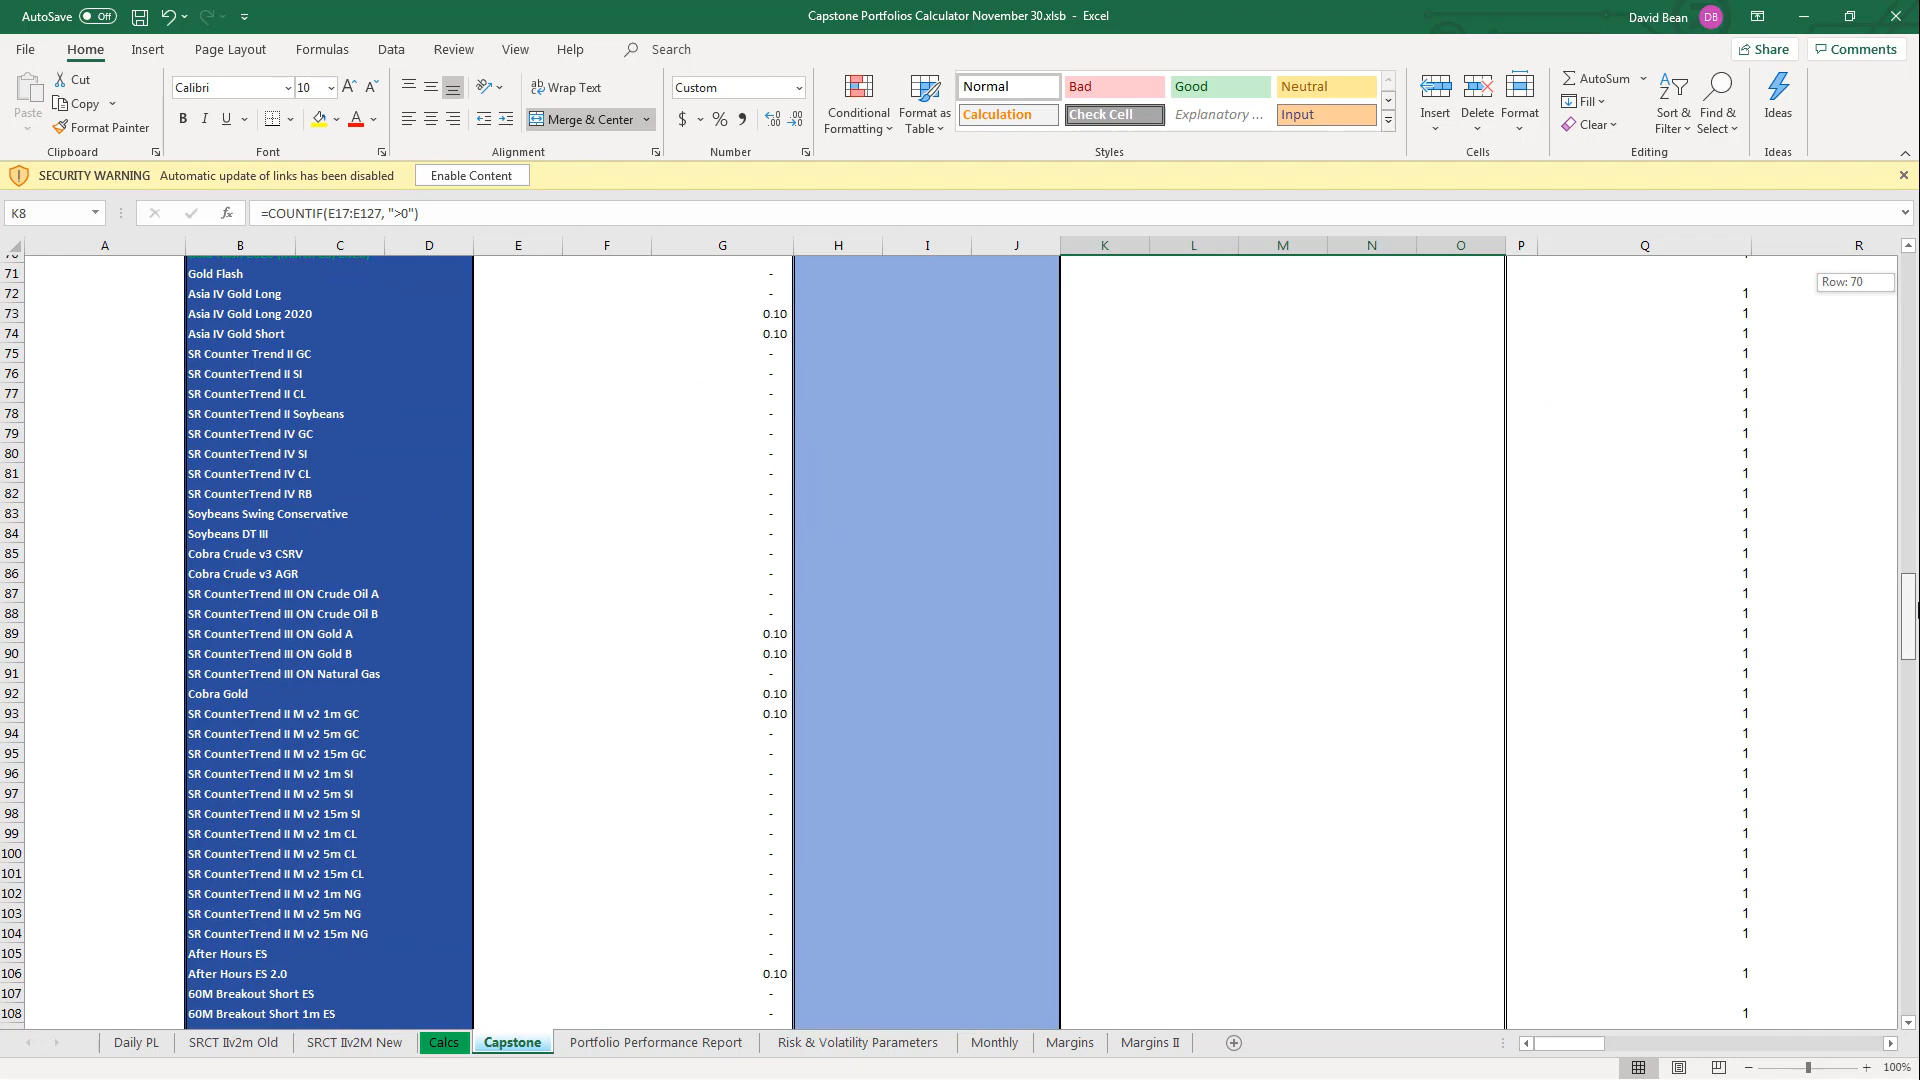 AutoSave Off Capstone Portfolios Calculator November 30.xlsb - Excel David Bean DB
File Home Insert Page Layout Formulas Data Review View Help Search Share Comments
Paste Cut Copy Format Painter
Calibri 10 B I U A
Wrap Text Merge & Center
Custom $ %
Conditional Formatting Format as Table
Normal Bad Good Neutral
Calculation Check Cell Explanatory ... Input
Insert Delete Format
AutoSum Fill Clear Sort & Filter Find & Select Ideas
Clipboard Font Alignment Number Styles Cells Editing Ideas
SECURITY WARNING Automatic update of links has been disabled Enable Content
K8 fx =COUNTIF(E17:E127, ">0")
A B C D E F G H I J K L M N O P Q R
71 Gold Flash - Row: 70
72 Asia IV Gold Long - 1
73 Asia IV Gold Long 2020 0.10 1
74 Asia IV Gold Short 0.10 1
75 SR Counter Trend II GC - 1
76 SR CounterTrend II SI - 1
77 SR CounterTrend II CL - 1
78 SR CounterTrend II Soybeans - 1
79 SR CounterTrend IV GC - 1
80 SR CounterTrend IV SI - 1
81 SR CounterTrend IV CL - 1
82 SR CounterTrend IV RB - 1
83 Soybeans Swing Conservative - 1
84 Soybeans DT III - 1
85 Cobra Crude v3 CSRV - 1
86 Cobra Crude v3 AGR - 1
87 SR CounterTrend III ON Crude Oil A - 1
88 SR CounterTrend III ON Crude Oil B - 1
89 SR CounterTrend III ON Gold A 0.10 1
90 SR CounterTrend III ON Gold B 0.10 1
91 SR CounterTrend III ON Natural Gas - 1
92 Cobra Gold 0.10 1
93 SR CounterTrend II M v2 1m GC 0.10 1
94 SR CounterTrend II M v2 5m GC - 1
95 SR CounterTrend II M v2 15m GC - 1
96 SR CounterTrend II M v2 1m SI - 1
97 SR CounterTrend II M v2 5m SI - 1
98 SR CounterTrend II M v2 15m SI - 1
99 SR CounterTrend II M v2 1m CL - 1
100 SR CounterTrend II M v2 5m CL - 1
101 SR CounterTrend II M v2 15m CL - 1
102 SR CounterTrend II M v2 1m NG - 1
103 SR CounterTrend II M v2 5m NG - 1
104 SR CounterTrend II M v2 15m NG - 1
105 After Hours ES -
106 After Hours ES 2.0 0.10 1
107 60M Breakout Short ES -
108 60M Breakout Short 1m ES - 1
Daily PL SRCT IIv2m Old SRCT IIv2M New Calcs Capstone Portfolio Performance Report Risk & Volatility Parameters Monthly Margins Margins II
100%